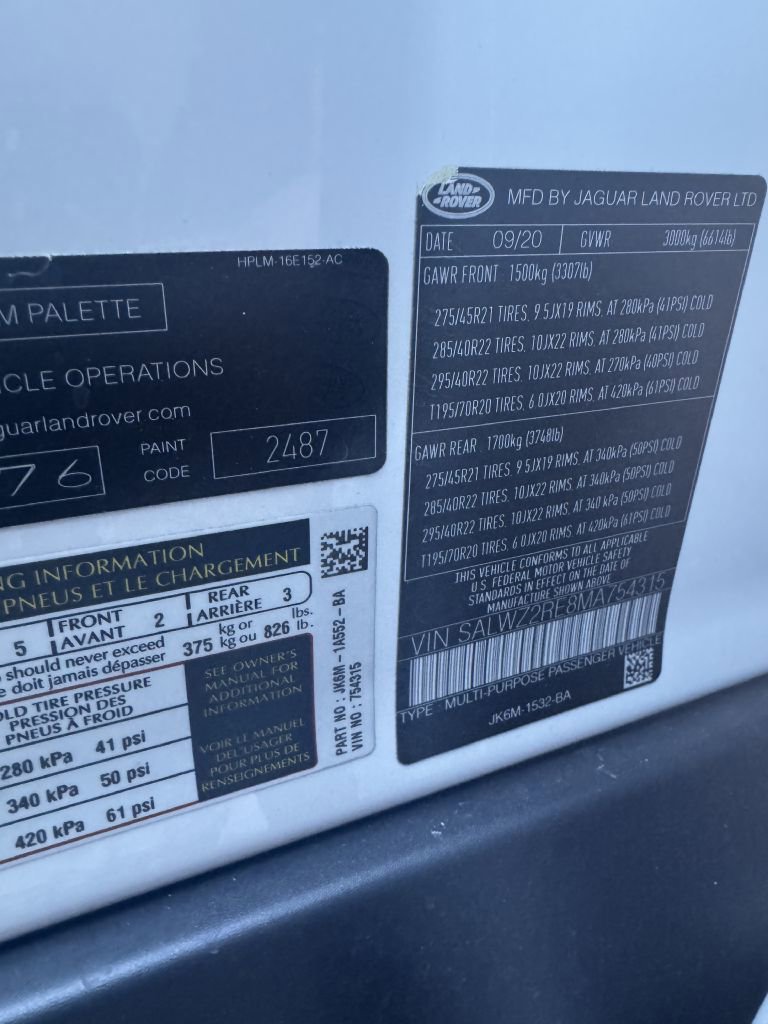 HPLM-16E152-AC
M PALETTE
ICLE OPERATIONS
guarlandrover.com
76
PAINT CODE
2487
NG INFORMATION
PNEUS ET LE CHARGEMENT
5 FRONT AVANT 2 REAR ARRIÈRE 3
should never exceed
e doit jamais dépasser
375 kg or kg ou 826 lbs. lb.
OLD TIRE PRESSURE
PRESSION DES
PNEUS À FROID
280 kPa 41 psi
340 kPa 50 psi
420 kPa 61 psi
SEE OWNER'S
MANUAL FOR
ADDITIONAL
INFORMATION
VOIR LE MANUEL
DEL'USAGER
POUR PLUS DE
RENSEIGNEMENTS
PART NO : JK6M-1A552-BA
VIN NO : 754315
LAND ROVER
MFD BY JAGUAR LAND ROVER LTD
DATE 09/20 GVWR 3000kg (6614lb)
GAWR FRONT 1500kg (3307lb)
275/45R21 TIRES, 9 5JX19 RIMS, AT 280kPa (41PSI) COLD
285/40R22 TIRES, 10JX22 RIMS, AT 280kPa (41PSI) COLD
295/40R22 TIRES, 10JX22 RIMS, AT 270kPa (40PSI) COLD
T195/70R20 TIRES, 6 0JX20 RIMS, AT 420kPa (61PSI) COLD
GAWR REAR 1700kg (3748lb)
275/45R21 TIRES, 9 5JX19 RIMS, AT 340kPa (50PSI) COLD
285/40R22 TIRES, 10JX22 RIMS, AT 340kPa (50PSI) COLD
295/40R22 TIRES, 10JX22 RIMS, AT 340 kPa (50PSI) COLD
T195/70R20 TIRES, 6 0JX20 RIMS, AT 420kPa (61PSI) COLD
THIS VEHICLE CONFORMS TO ALL APPLICABLE
U.S. FEDERAL MOTOR VEHICLE SAFETY
STANDARDS IN EFFECT ON THE DATE OF
MANUFACTURE SHOWN ABOVE
VIN SALWZ2RE8MA754315
TYPE : MULTI-PURPOSE PASSENGER VEHICLE
JK6M-1532-BA